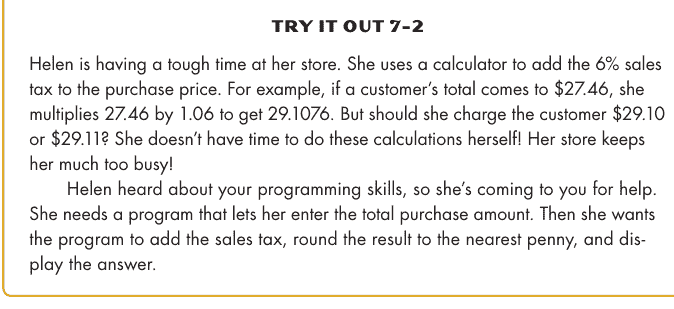 TRY IT OUT 7-2
Helen is having a tough time at her store. She uses a calculator to add the 6% sales
tax to the purchase price. For example, if a customer's total comes to $27.46, she
multiplies 27.46 by 1.06 to get 29.1076. But should she charge the customer $29.10
or $29.11? She doesn't have time to do these calculations herself! Her store keeps
her much too busy!
Helen heard about your programming skills, so she's coming to you for help.
She needs a program that lets her enter the total purchase amount. Then she wants
the program to add the sales tax, round the result to the nearest penny, and dis-
play the answer.